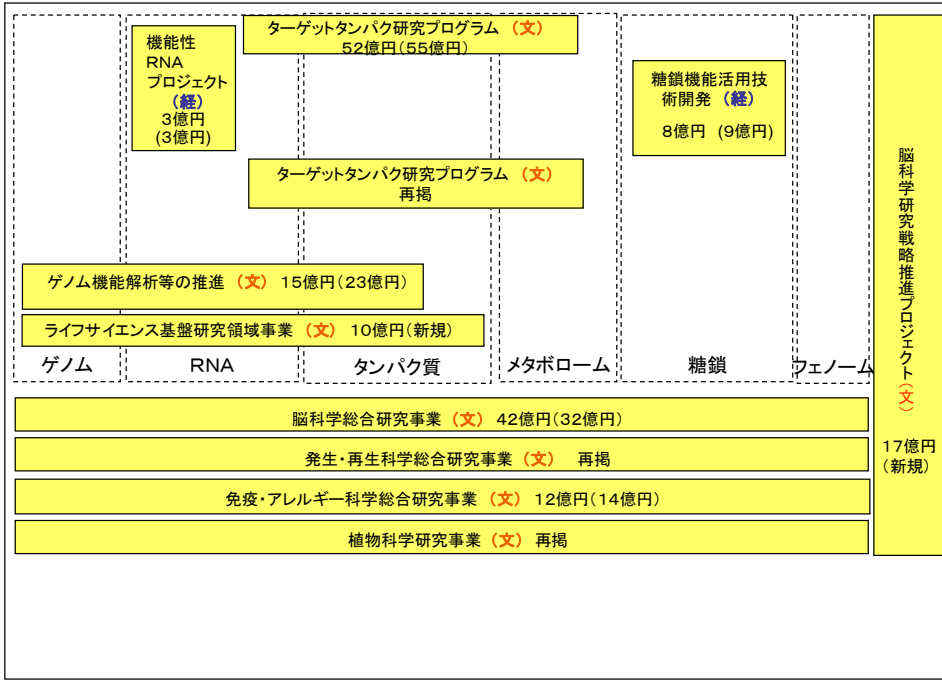 ターゲットタンパク研究プログラム (文)
52億円(55億円)
機能性
RNA
プロジェクト
(経)
3億円
(3億円)
糖鎖機能活用技
術開発 (経)
8億円 (9億円)
ターゲットタンパク研究プログラム (文)
再掲
ゲノム機能解析等の推進 (文) 15億円(23億円)
ライフサイエンス基盤研究領域事業 (文) 10億円(新規)
ゲノム
RNA
タンパク質
メタボローム
糖鎖
フェノーム
脳科学総合研究事業 (文) 42億円(32億円)
発生・再生科学総合研究事業 (文) 再掲
免疫・アレルギー科学総合研究事業 (文) 12億円(14億円)
植物科学研究事業 (文) 再掲
脳科学研究戦略推進プロジェクト(文)
17億円
(新規)